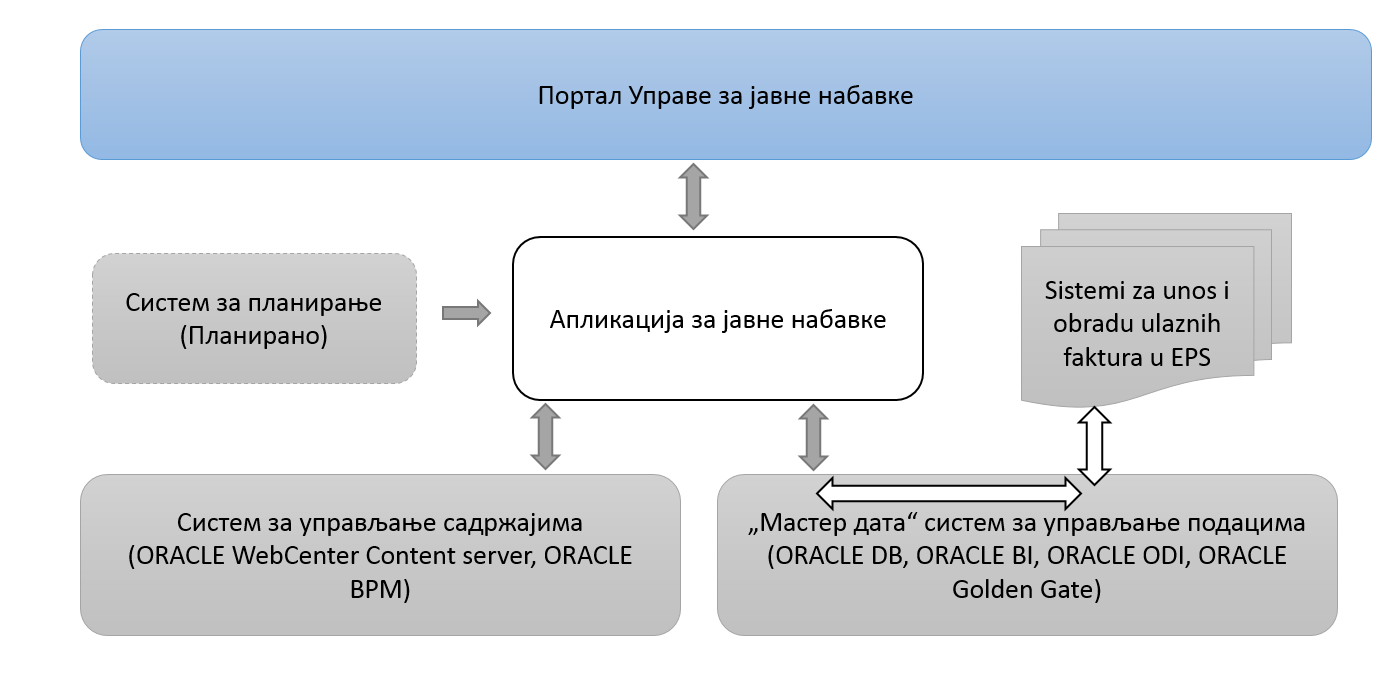 Портал Управе за јавне набавке
Систем за планирање
(Планирано)
Апликација за јавне набавке
Sistemi za unos i
obradu ulaznih
faktura u EPS
Систем за управљање садржајима
(ORACLE WebCenter Content server, ORACLE
BPM)
„Мастер дата“ систем за управљање подацима
(ORACLE DB, ORACLE BI, ORACLE ODI, ORACLE
Golden Gate)